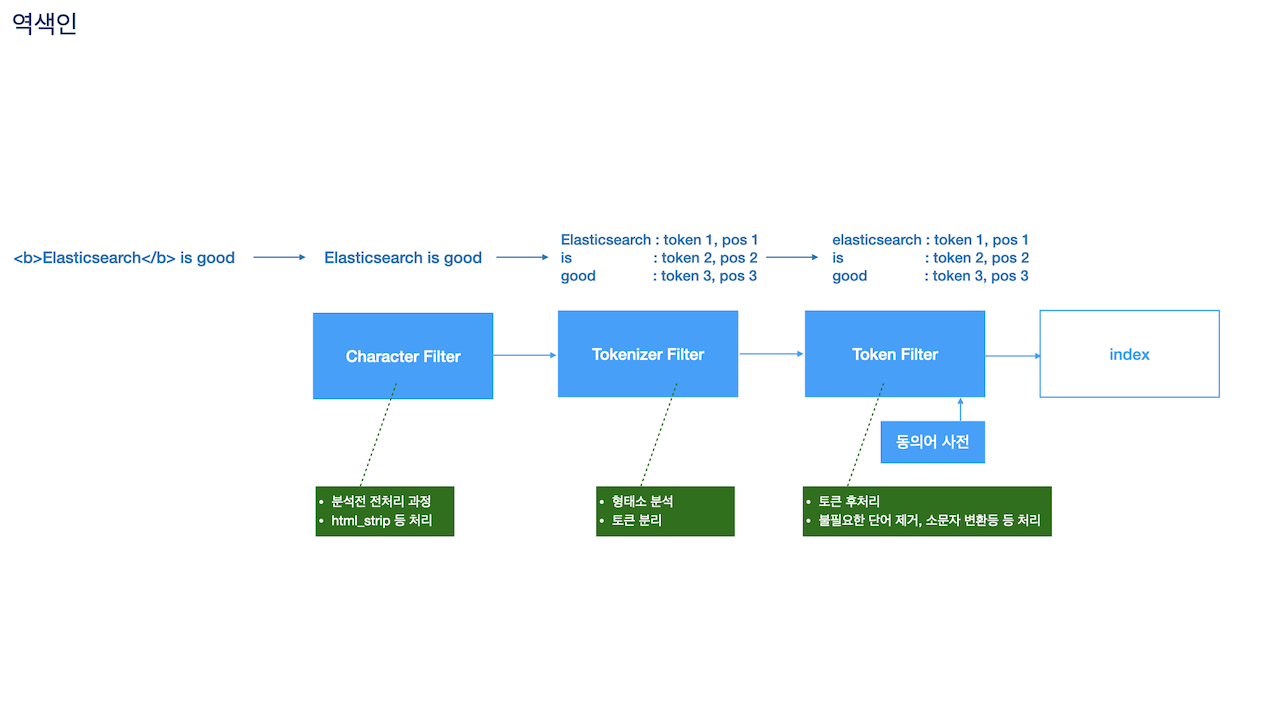 역색인
<b>Elasticsearch</b> is good
Elasticsearch is good
Elasticsearch : token 1, pos 1
is : token 2, pos 2
good : token 3, pos 3
elasticsearch : token 1, pos 1
is : token 2, pos 2
good : token 3, pos 3
Character Filter
Tokenizer Filter
Token Filter
index
동의어 사전
• 분석전 전처리 과정
• html_strip 등 처리
• 형태소 분석
• 토큰 분리
• 토큰 후처리
• 불필요한 단어 제거, 소문자 변환등 등 처리